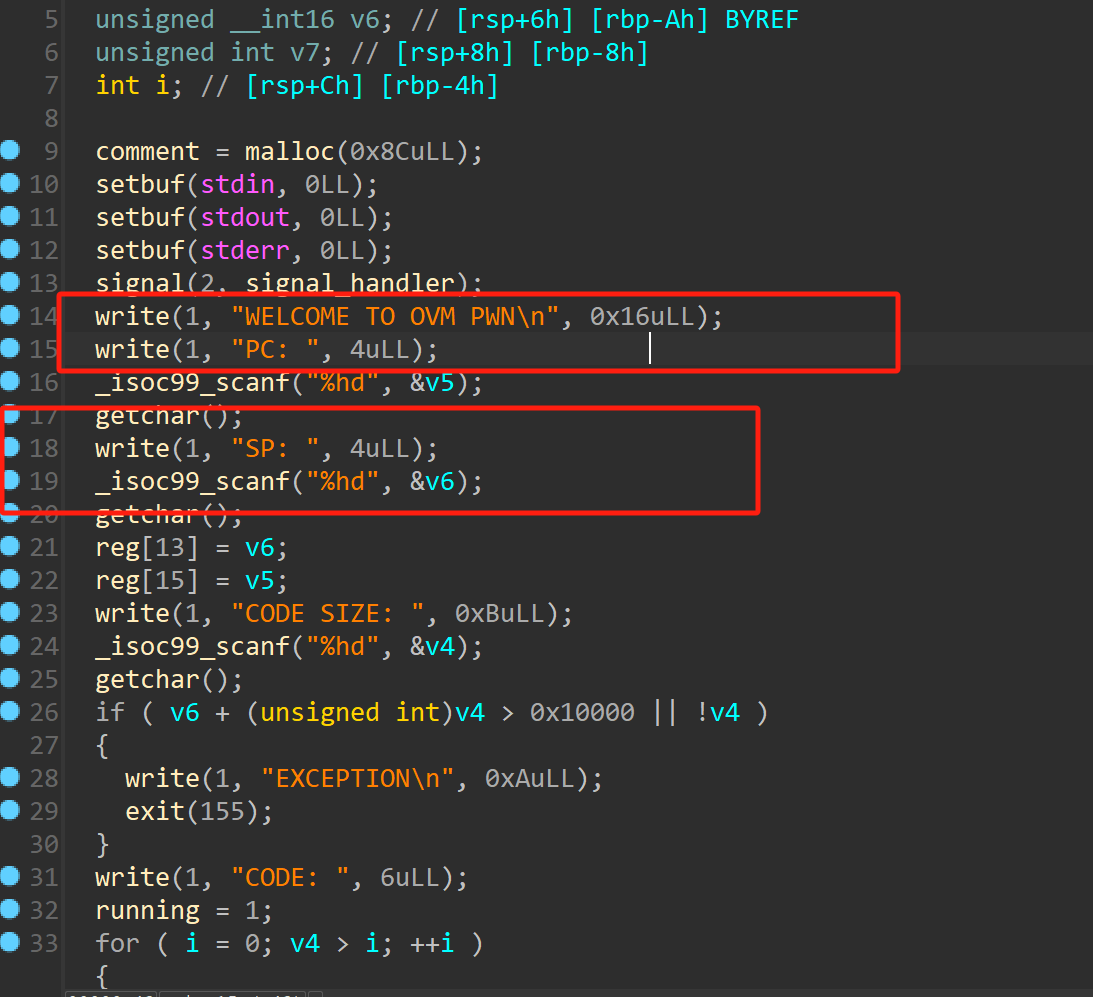 5 unsigned __int16 v6; // [rsp+6h] [rbp-Ah] BYREF
6 unsigned int v7; // [rsp+8h] [rbp-8h]
7 int i; // [rsp+Ch] [rbp-4h]
8
9 comment = malloc(0x8CuLL);
10 setbuf(stdin, 0LL);
11 setbuf(stdout, 0LL);
12 setbuf(stderr, 0LL);
13 signal(2, signal_handler);
14 write(1, "WELCOME TO OVM PWN\n", 0x16uLL);
15 write(1, "PC: ", 4uLL);
16 _isoc99_scanf("%hd", &v5);
17 getchar();
18 write(1, "SP: ", 4uLL);
19 _isoc99_scanf("%hd", &v6);
20 getchar();
21 reg[13] = v6;
22 reg[15] = v5;
23 write(1, "CODE SIZE: ", 0xBuLL);
24 _isoc99_scanf("%hd", &v4);
25 getchar();
26 if ( v6 + (unsigned int)v4 > 0x10000 || !v4 )
27 {
28 write(1, "EXCEPTION\n", 0xAuLL);
29 exit(155);
30 }
31 write(1, "CODE: ", 6uLL);
32 running = 1;
33 for ( i = 0; v4 > i; ++i )
{